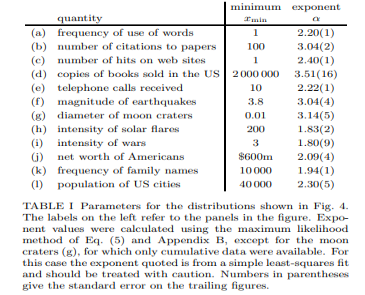 minimum exponent
quantity xmin α
(a) frequency of use of words 1 2.20(1)
(b) number of citations to papers 100 3.04(2)
(c) number of hits on web sites 1 2.40(1)
(d) copies of books sold in the US 2 000 000 3.51(16)
(e) telephone calls received 10 2.22(1)
(f) magnitude of earthquakes 3.8 3.04(4)
(g) diameter of moon craters 0.01 3.14(5)
(h) intensity of solar flares 200 1.83(2)
(i) intensity of wars 3 1.80(9)
(j) net worth of Americans $600m 2.09(4)
(k) frequency of family names 10 000 1.94(1)
(l) population of US cities 40 000 2.30(5)
TABLE I Parameters for the distributions shown in Fig. 4.
The labels on the left refer to the panels in the figure. Expo-
nent values were calculated using the maximum likelihood
method of Eq. (5) and Appendix B, except for the moon
craters (g), for which only cumulative data were available. For
this case the exponent quoted is from a simple least-squares fit
and should be treated with caution. Numbers in parentheses
give the standard error on the trailing figures.